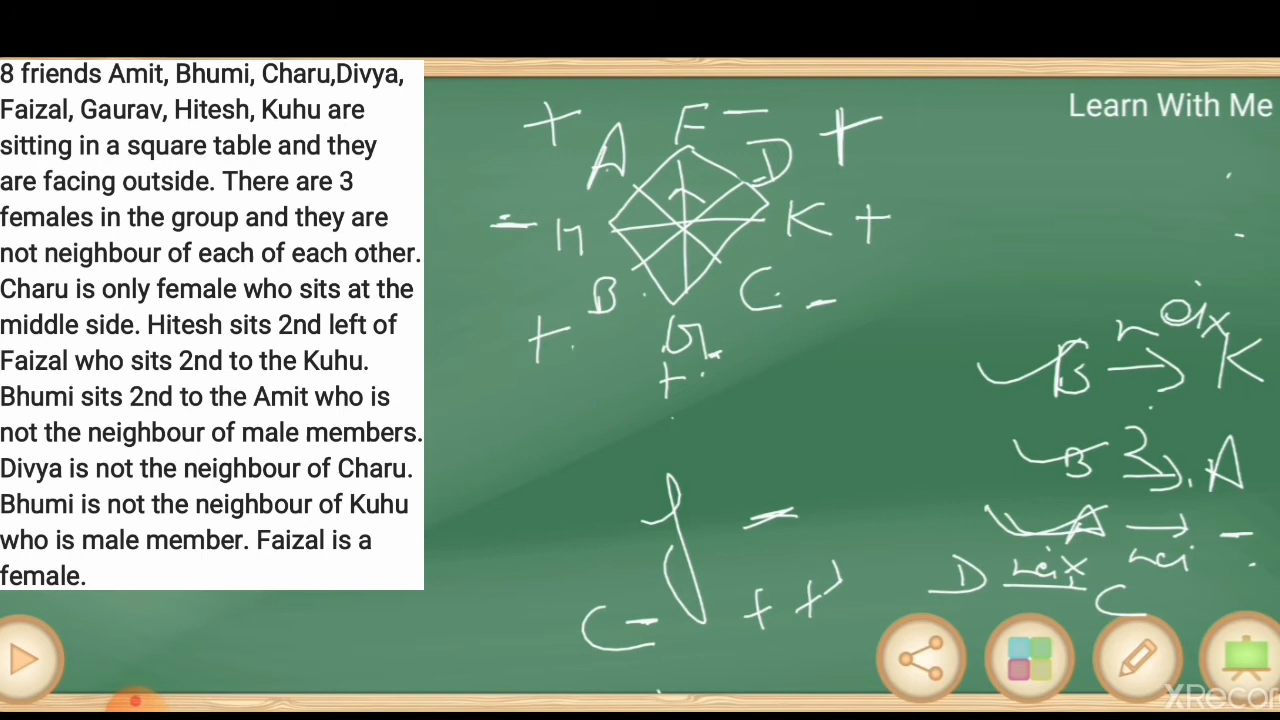 8 friends Amit, Bhumi, Charu,Divya,
Faizal, Gaurav, Hitesh, Kuhu are
sitting in a square table and they
are facing outside. There are 3
females in the group and they are
not neighbour of each of each other.
Charu is only female who sits at the
middle side. Hitesh sits 2nd left of
Faizal who sits 2nd to the Kuhu.
Bhumi sits 2nd to the Amit who is
not the neighbour of male members.
Divya is not the neighbour of Charu.
Bhumi is not the neighbour of Kuhu
who is male member. Faizal is a
female.
Learn With Me
+ A F - D +
- H K +
B C -
+ G
+
B → K
B A
A → -
D C
C - + +
XRecor